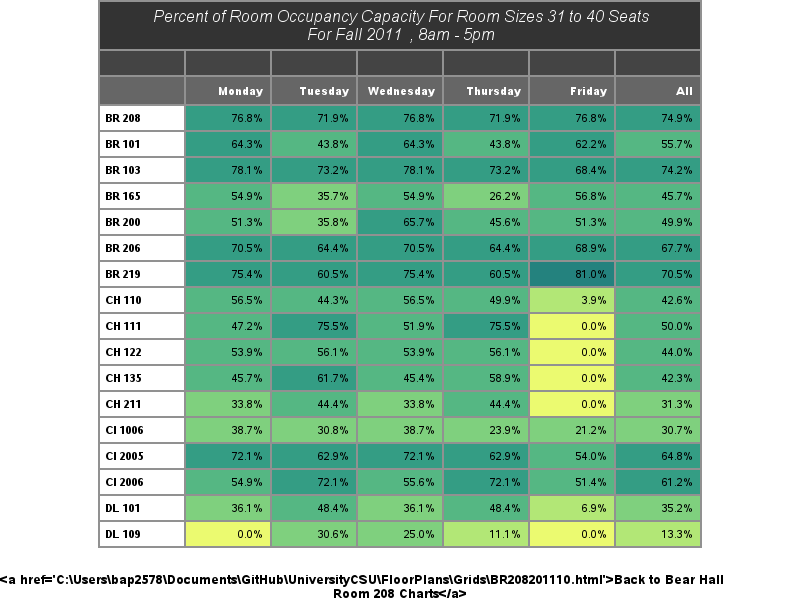 Percent of Room Occupancy Capacity For Room Sizes 31 to 40 Seats
For Fall 2011 , 8am - 5pm
Monday Tuesday Wednesday Thursday Friday All
BR 208 76.8% 71.9% 76.8% 71.9% 76.8% 74.9%
BR 101 64.3% 43.8% 64.3% 43.8% 62.2% 55.7%
BR 103 78.1% 73.2% 78.1% 73.2% 68.4% 74.2%
BR 165 54.9% 35.7% 54.9% 26.2% 56.8% 45.7%
BR 200 51.3% 35.8% 65.7% 45.6% 51.3% 49.9%
BR 206 70.5% 64.4% 70.5% 64.4% 68.9% 67.7%
BR 219 75.4% 60.5% 75.4% 60.5% 81.0% 70.5%
CH 110 56.5% 44.3% 56.5% 49.9% 3.9% 42.6%
CH 111 47.2% 75.5% 51.9% 75.5% 0.0% 50.0%
CH 122 53.9% 56.1% 53.9% 56.1% 0.0% 44.0%
CH 135 45.7% 61.7% 45.4% 58.9% 0.0% 42.3%
CH 211 33.8% 44.4% 33.8% 44.4% 0.0% 31.3%
CI 1006 38.7% 30.8% 38.7% 23.9% 21.2% 30.7%
CI 2005 72.1% 62.9% 72.1% 62.9% 54.0% 64.8%
CI 2006 54.9% 72.1% 55.6% 72.1% 51.4% 61.2%
DL 101 36.1% 48.4% 36.1% 48.4% 6.9% 35.2%
DL 109 0.0% 30.6% 25.0% 11.1% 0.0% 13.3%
<a href='C:\Users\bap2578\Documents\GitHub\UniversityCSU\FloorPlans\Grids\BR208201110.html'>Back to Bear Hall
Room 208 Charts</a>